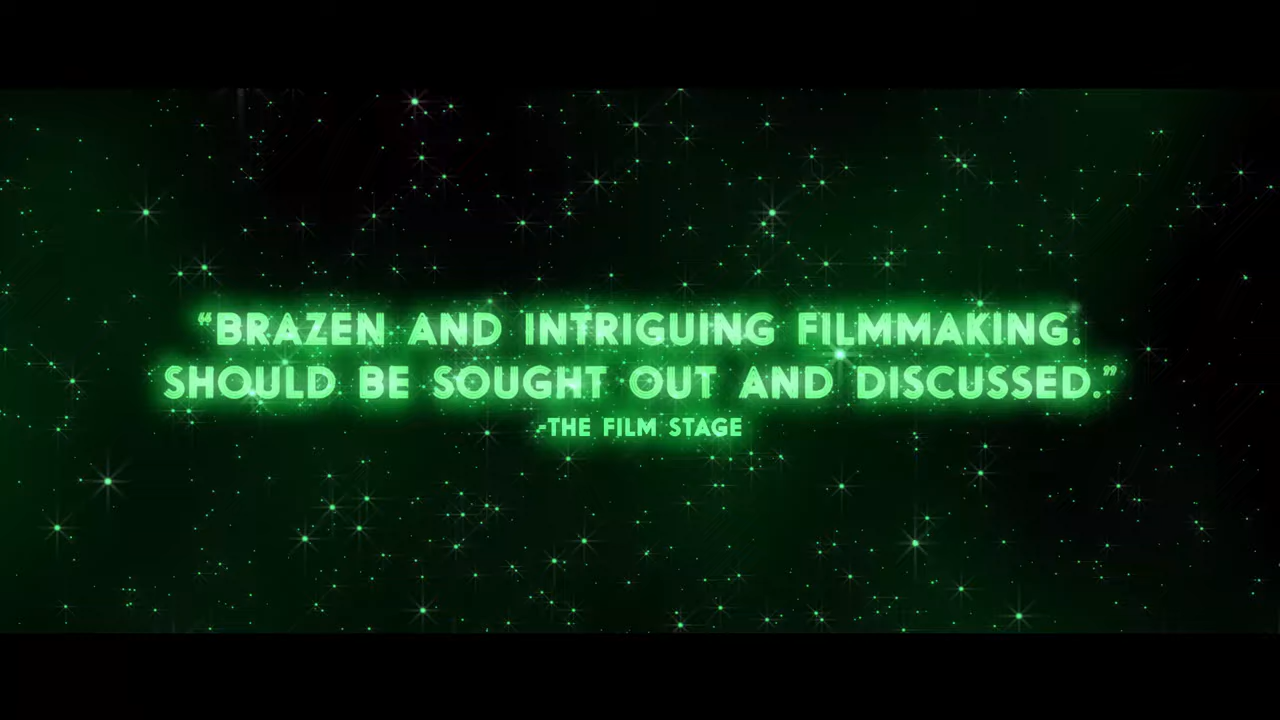 “BRAZEN AND INTRIGUING FILMMAKING.
SHOULD BE SOUGHT OUT AND DISCUSSED.”
-THE FILM STAGE